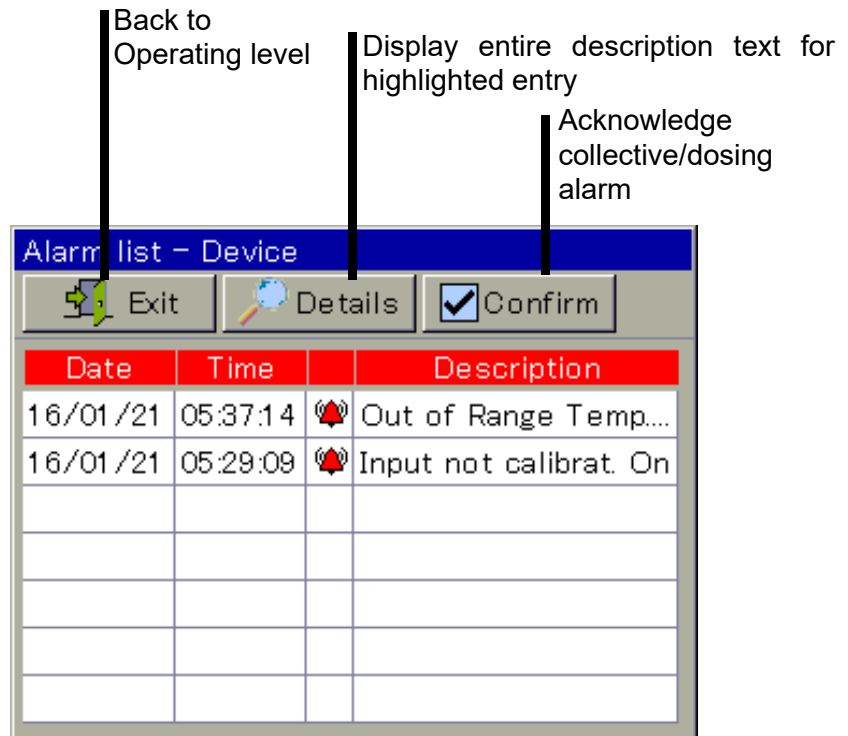 Back to
Operating level
Display entire description text for
highlighted entry
Acknowledge
collective/dosing
alarm
Alarm list – Device
Exit Details Confirm
Date Time Description
16/01/21 05:37:14 Out of Range Temp....
16/01/21 05:29:09 Input not calibrat. On